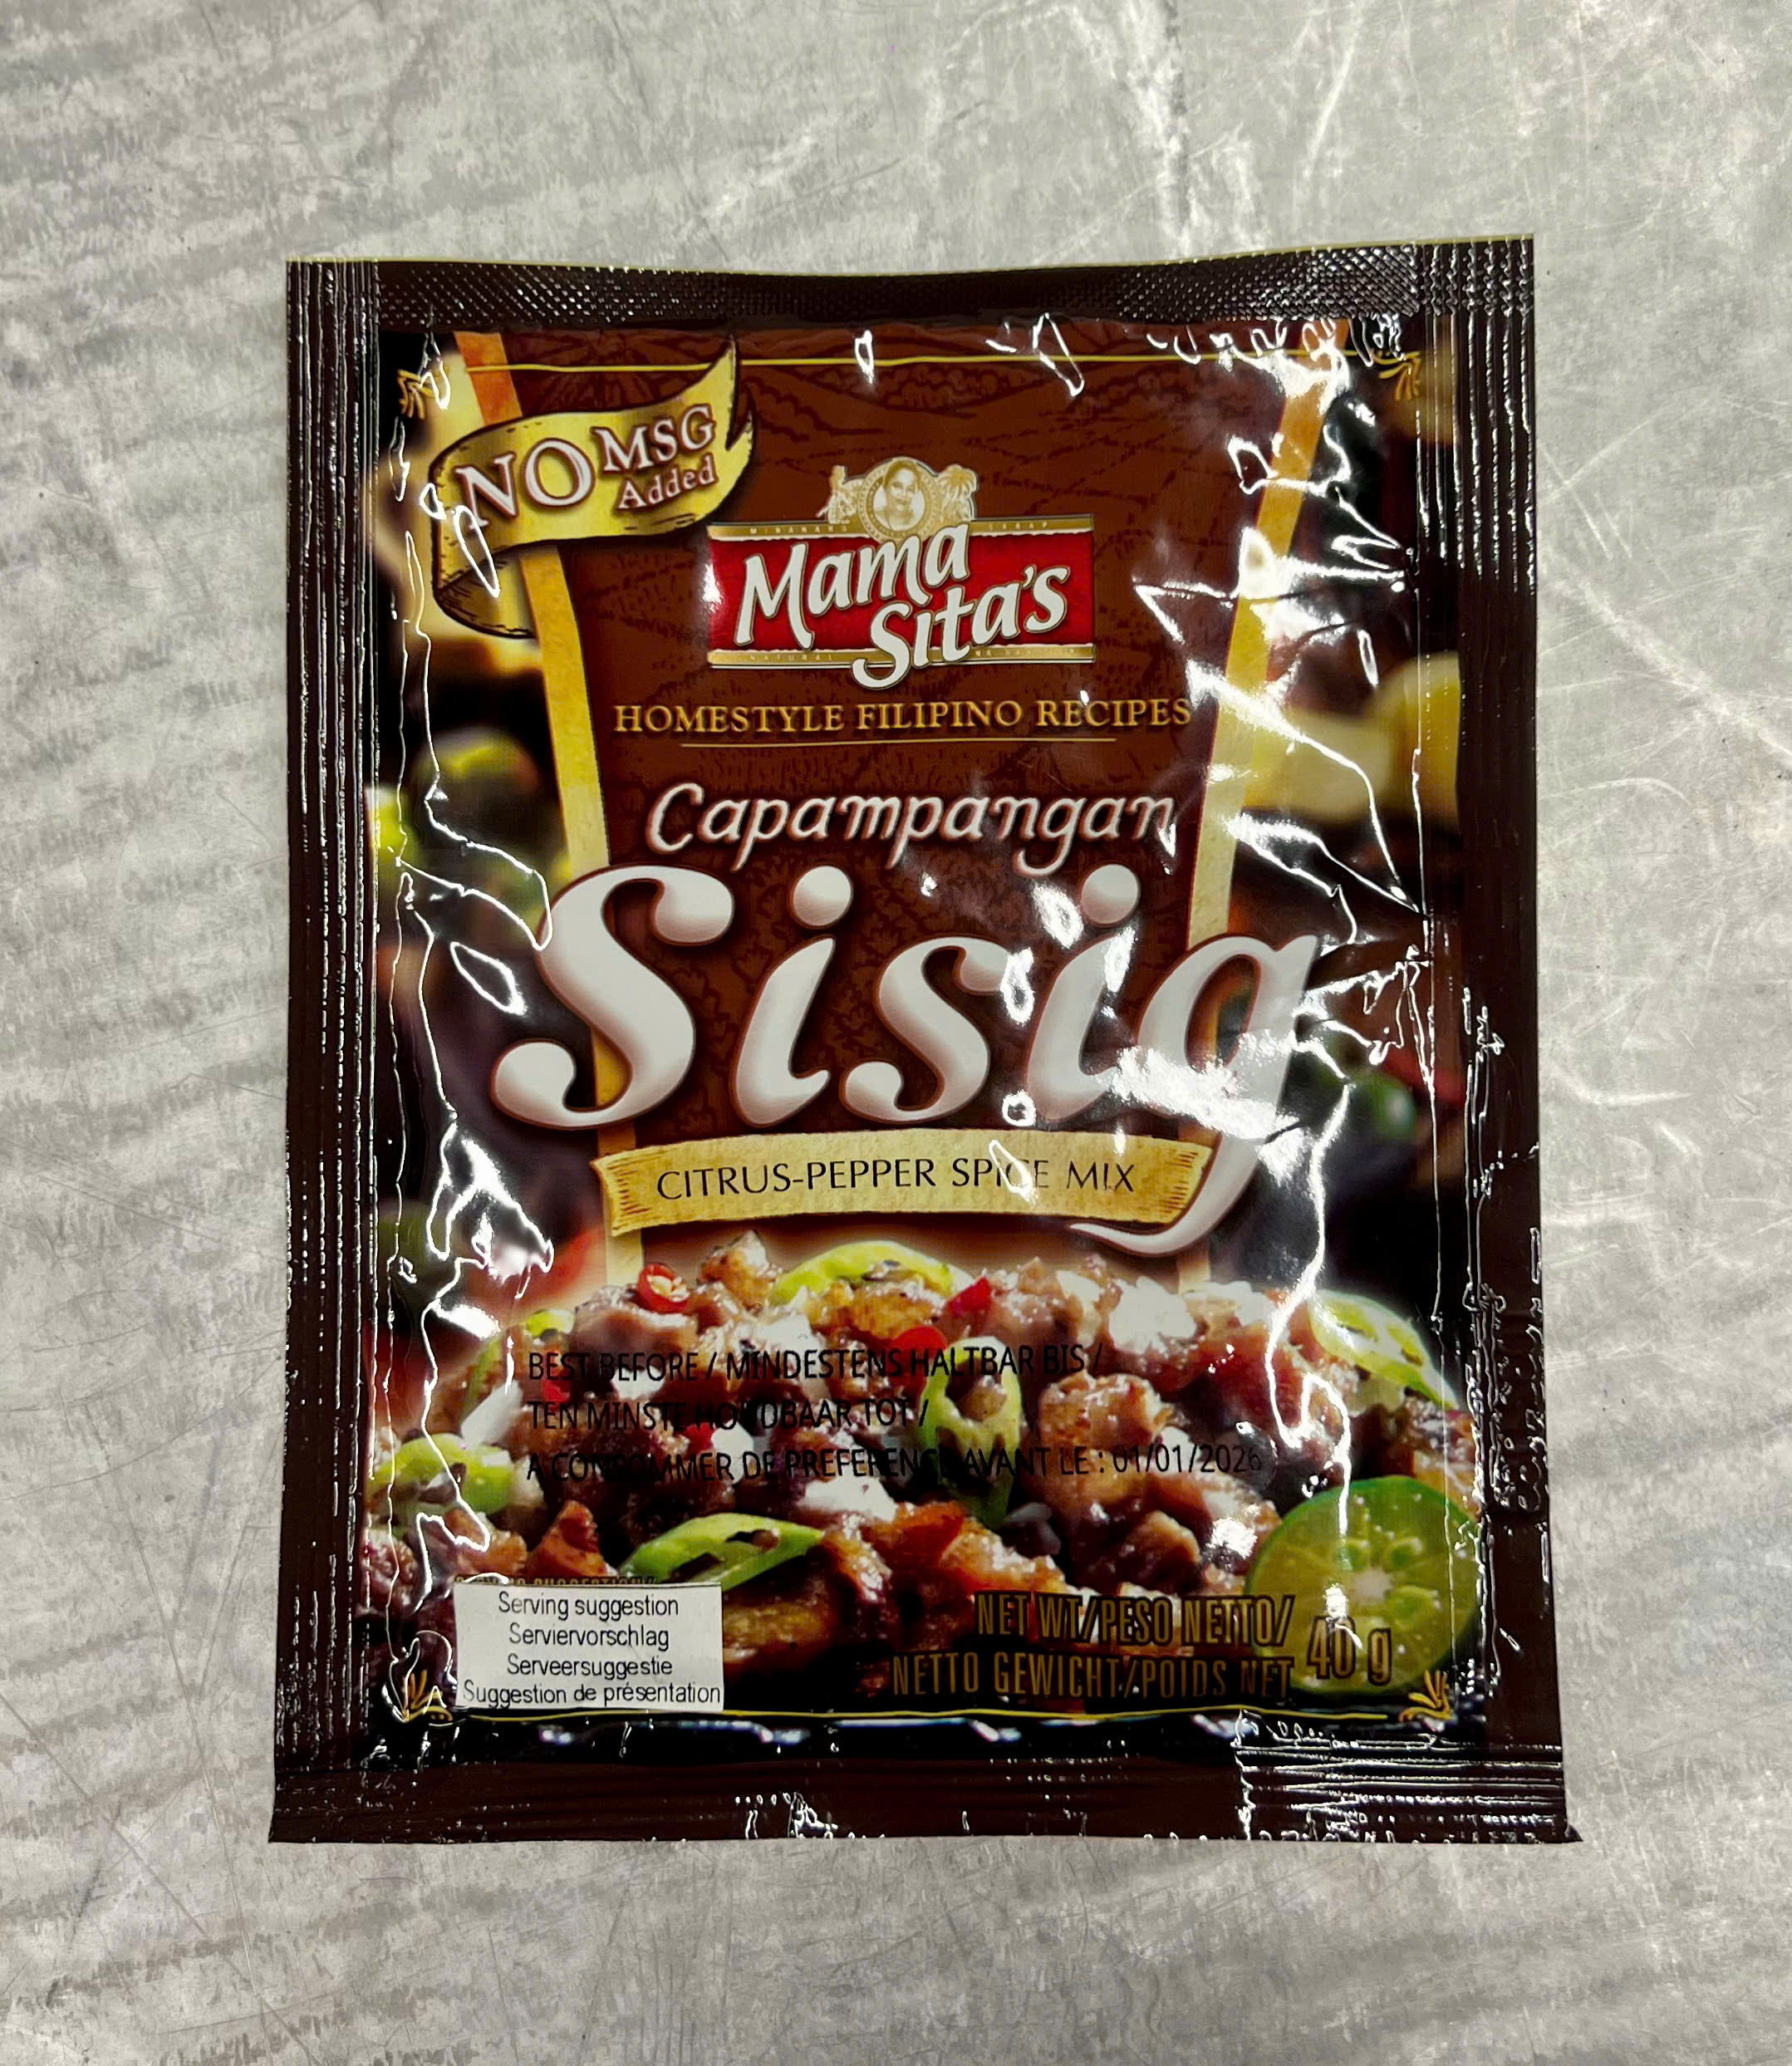 NO MSG
Added
Mama
Sita's
HOMESTYLE FILIPINO RECIPES
Capampangan
Sisig
CITRUS-PEPPER SPICE MIX
BEST BEFORE / MINDESTENS HALTBAR BIS /
TEN MINSTE HOUDBAAR TOT /
A CONSOMMER DE PREFERENCE AVANT LE : 01/01/2026
Serving suggestion
Serviervorschlag
Serveersuggestie
Suggestion de présentation
NET WT/PESO NETTO/
NETTO GEWICHT/POIDS NET 40 g